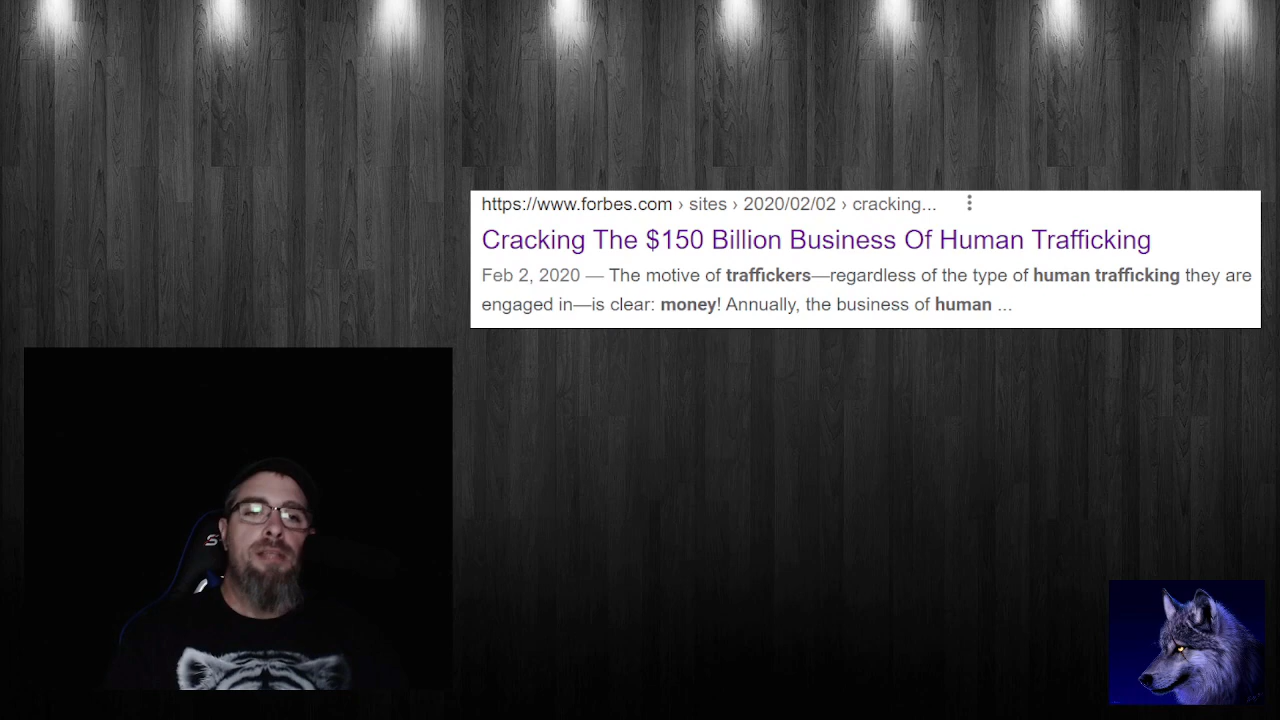 https://www.forbes.com › sites › 2020/02/02 › cracking...
Cracking The $150 Billion Business Of Human Trafficking
Feb 2, 2020 — The motive of traffickers—regardless of the type of human trafficking they are
engaged in—is clear: money! Annually, the business of human ...